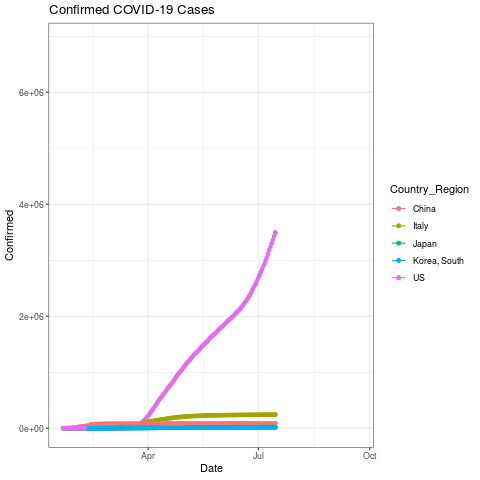 Confirmed COVID-19 Cases
6e+06
4e+06
2e+06
0e+00
Confirmed
Apr
Jul
Oct
Date
Country_Region
China
Italy
Japan
Korea, South
US